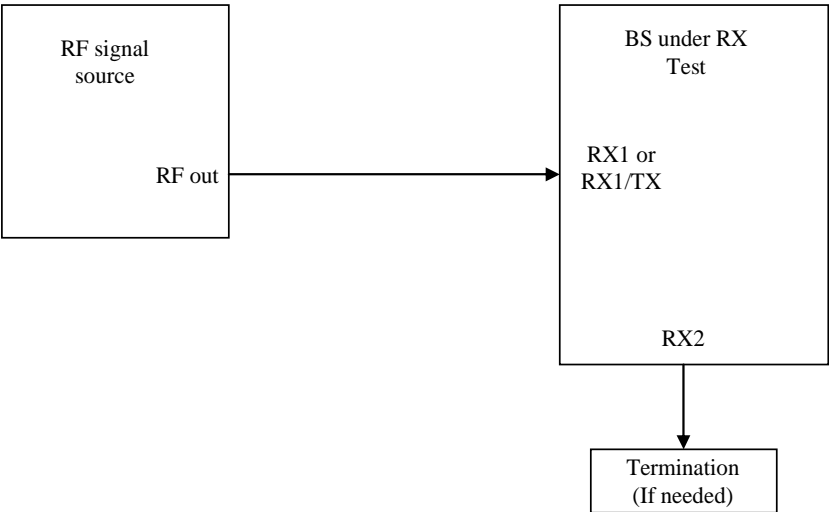 RF signal
source
RF out
BS under RX
Test
RX1 or
RX1/TX
RX2
Termination
(If needed)